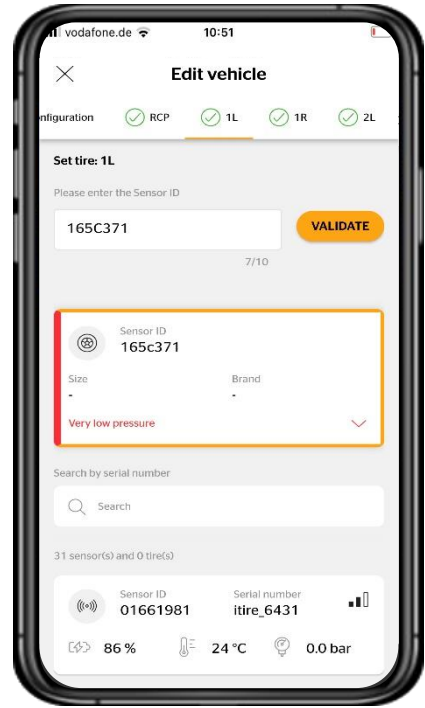 vodafone.de 10:51
Edit vehicle
nfiguration RCP 1L 1R 2L
Set tire: 1L
Please enter the Sensor ID
165C371 VALIDATE
7/10
Sensor ID
165c371
Size Brand
- -
Very low pressure
Search by serial number
Search
31 sensor(s) and 0 tire(s)
Sensor ID Serial number
01661981 itire_6431
86 % 24 °C 0.0 bar